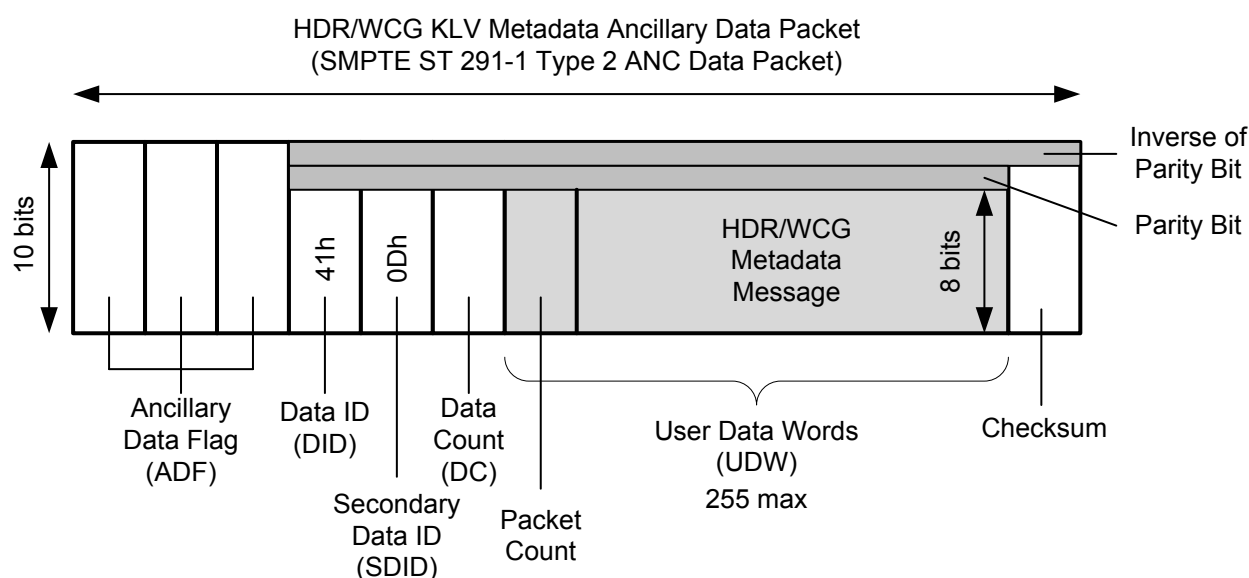 HDR/WCG KLV Metadata Ancillary Data Packet
(SMPTE ST 291-1 Type 2 ANC Data Packet)
Inverse of
Parity Bit
Parity Bit
10 bits
41h
0Dh
HDR/WCG
Metadata
Message
8 bits
Ancillary
Data Flag
(ADF)
Data ID
(DID)
Secondary
Data ID
(SDID)
Data
Count
(DC)
Packet
Count
User Data Words
(UDW)
255 max
Checksum